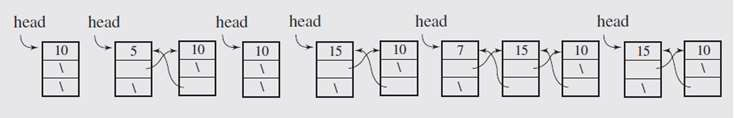 head head head head head head
10 5 10 10 15 10 7 15 10 15 10
\ \ \ \ \ \
\ \ \ \ \ \